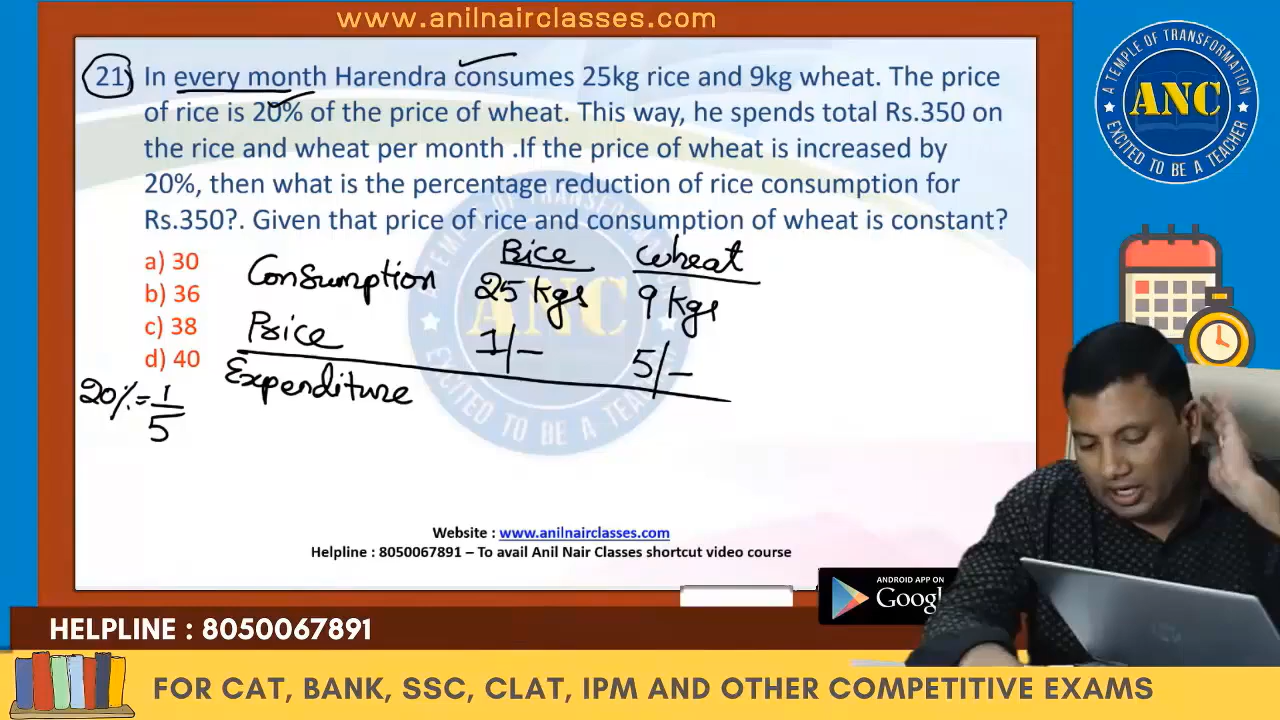 www.anilnairclasses.com
21) In every month Harendra consumes 25kg rice and 9kg wheat. The price
of rice is 20% of the price of wheat. This way, he spends total Rs.350 on
the rice and wheat per month .If the price of wheat is increased by
20%, then what is the percentage reduction of rice consumption for
Rs.350?. Given that price of rice and consumption of wheat is constant?
a) 30
b) 36
c) 38
d) 40
Rice Wheat
Consumption 25 kgs 9 kgs
Price 1/- 5/-
Expenditure
20% = 1/5
A TEMPLE OF TRANSFORMATION
ANC
EXCITED TO BE A TEACHER
Website : www.anilnairclasses.com
Helpline : 8050067891 – To avail Anil Nair Classes shortcut video course
ANDROID APP ON
Googl
HELPLINE : 8050067891
FOR CAT, BANK, SSC, CLAT, IPM AND OTHER COMPETITIVE EXAMS